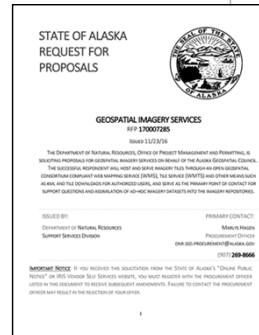 STATE OF ALASKA
REQUEST FOR
PROPOSALS
GEOSPATIAL IMAGERY SERVICES
RFP 170007285
ISSUED 11/23/16
THE DEPARTMENT OF NATURAL RESOURCES, OFFICE OF PROJECT MANAGEMENT AND PERMITTING, IS
SOLICITING PROPOSALS FOR GEOSPATIAL IMAGERY SERVICES ON BEHALF OF THE ALASKA GEOSPATIAL COUNCIL.
THE SUCCESSFUL RESPONDENT WILL HOST AND SERVE IMAGERY TILES THROUGH AN OPEN GEOSPATIAL
CONSORTIUM COMPLIANT WEB MAPPING SERVICE (WMS), TILE SERVICE (WMTS) AND OTHER MEANS SUCH
AS KML AND TILE DOWNLOADS FOR AUTHORIZED USERS, AND SERVE AS THE PRIMARY POINT OF CONTACT FOR
SUPPORT QUESTIONS AND ASSIMILATION OF AD-HOC IMAGERY DATASETS INTO THE IMAGERY REPOSITORIES.
ISSUED BY:
DEPARTMENT OF NATURAL RESOURCES
SUPPORT SERVICES DIVISION
PRIMARY CONTACT:
MARLYS HAGEN
PROCUREMENT OFFICER
DNR.SSD.PROCUREMENT@ALASKA.GOV
(907) 269-8666
IMPORTANT NOTICE: IF YOU RECEIVED THIS SOLICITATION FROM THE STATE OF ALASKA'S "ONLINE PUBLIC
NOTICE" OR IRIS VENDOR SELF SERVICES WEBSITE, YOU MUST REGISTER WITH THE PROCUREMENT OFFICER
LISTED IN THIS DOCUMENT TO RECEIVE SUBSEQUENT AMENDMENTS. FAILURE TO CONTACT THE PROCUREMENT
OFFICER MAY RESULT IN THE REJECTION OF YOUR OFFER.
1